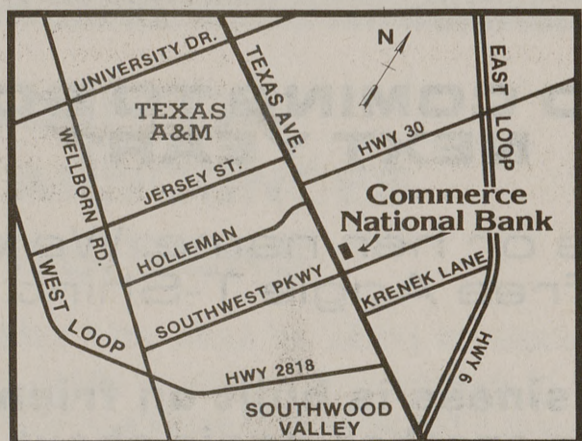 UNIVERSITY DR.
TEXAS AVE.
N
EAST LOOP
TEXAS
A&M
HWY 30
WELLBORN RD.
JERSEY ST.
Commerce
National Bank
HOLLEMAN
WEST LOOP
SOUTHWEST PKWY
KRENEK LANE
HWY 6
HWY 2818
SOUTHWOOD
VALLEY